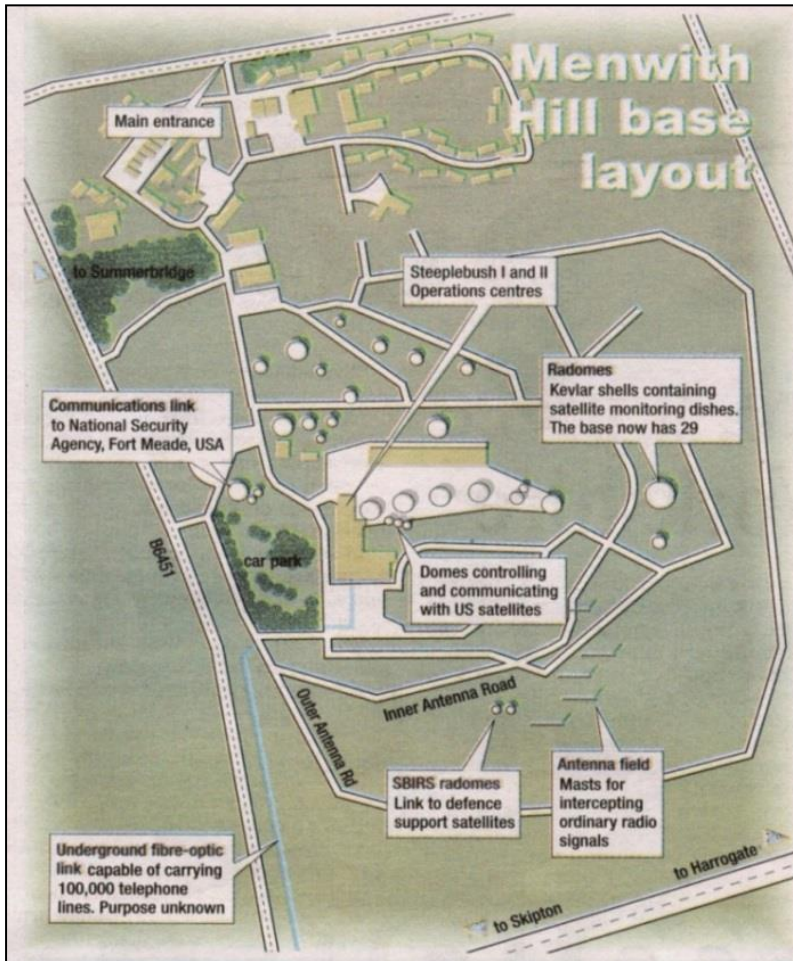 Menwith
Hill base
layout
Main entrance
to Summerbridge
Steeplebush I and II
Operations centres
Radomes
Kevlar shells containing
satellite monitoring dishes.
The base now has 29
Communications link
to National Security
Agency, Fort Meade, USA
B6451
car park
Domes controlling
and communicating
with US satellites
Inner Antenna Road
Outer Antenna Rd
SBIRS radomes
Link to defence
support satellites
Antenna field
Masts for
intercepting
ordinary radio
signals
Underground fibre-optic
link capable of carrying
100,000 telephone
lines. Purpose unknown
to Harrogate
to Skipton